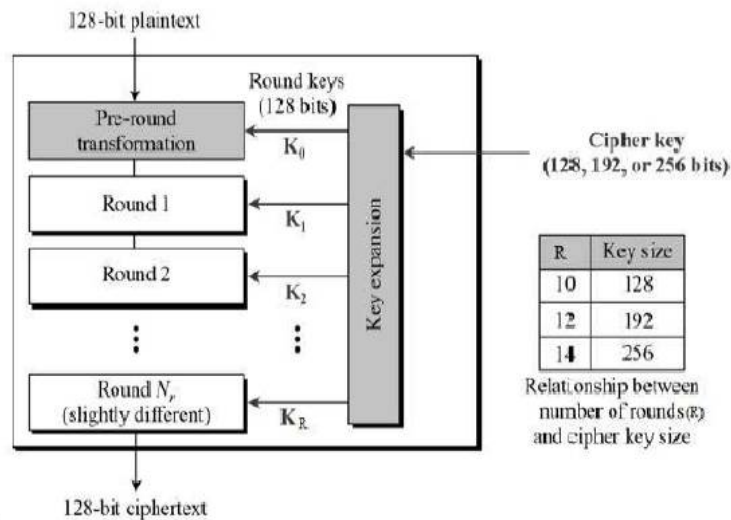 128-bit plaintext
Round keys
(128 bits)
Pre-round
transformation
K0
Cipher key
(128, 192, or 256 bits)
Round 1
K1
Round 2
K2
Key expansion
R Key size
10 128
12 192
14 256
Relationship between
number of rounds(R)
and cipher key size
Round Nr
(slightly different)
KR
128-bit ciphertext